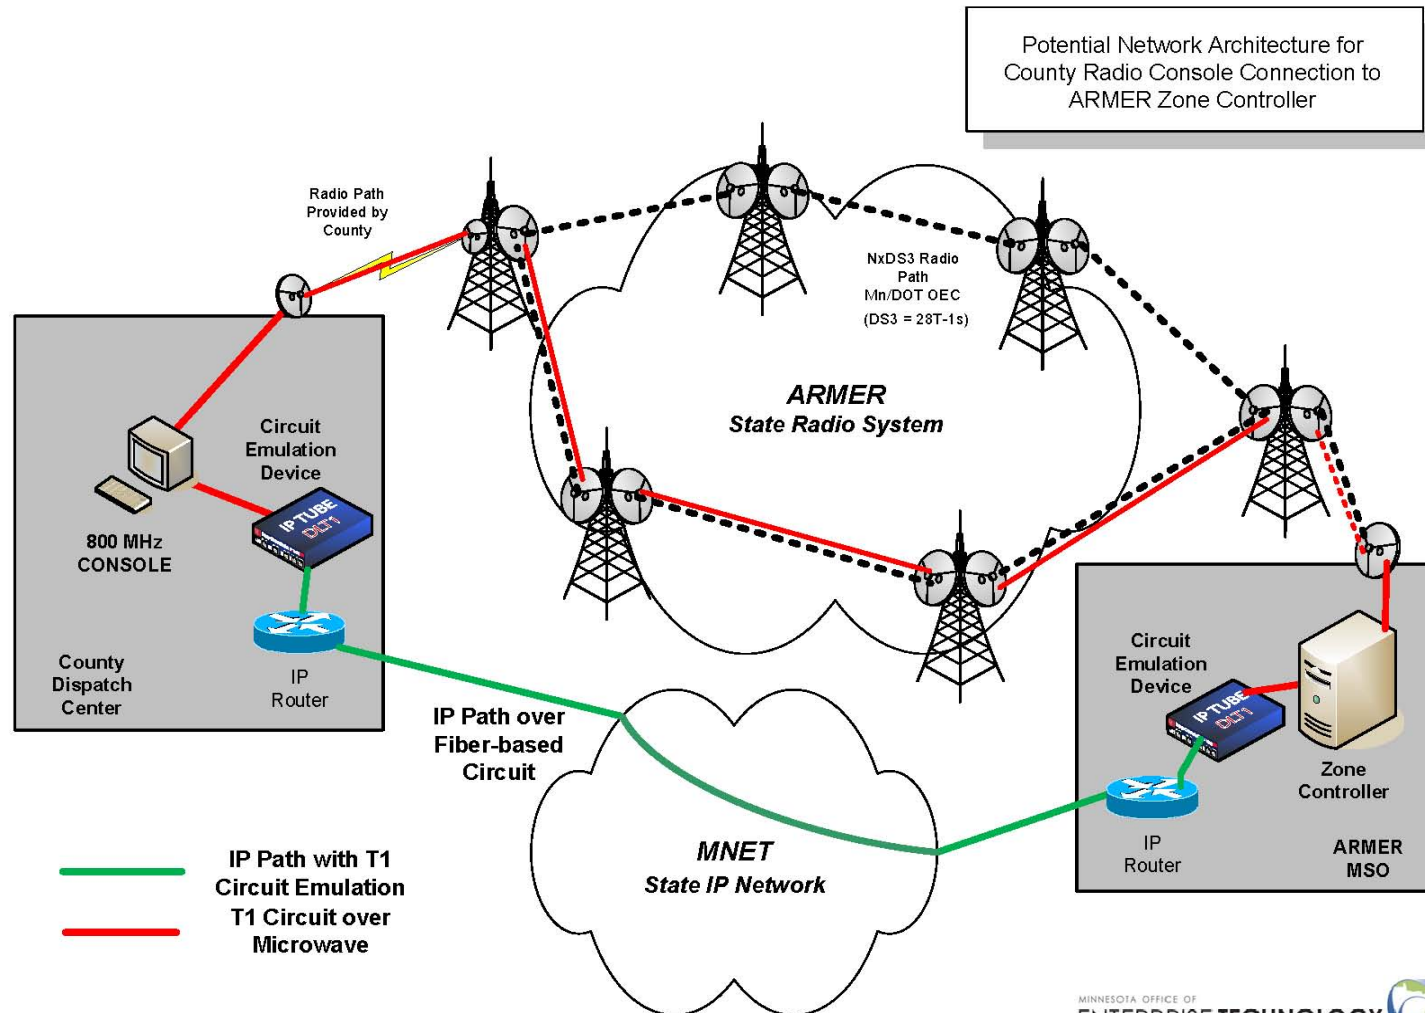 Potential Network Architecture for
County Radio Console Connection to
ARMER Zone Controller
Radio Path
Provided by
County
NxDS3 Radio
Path
Mn/DOT OEC
(DS3 = 28T-1s)
ARMER
State Radio System
Circuit
Emulation
Device
IP TUBE
DLT1
800 MHz
CONSOLE
County
Dispatch
Center
IP
Router
IP Path over
Fiber-based
Circuit
MNET
State IP Network
Circuit
Emulation
Device
IP TUBE
DLT1
Zone
Controller
IP
Router
ARMER
MSO
IP Path with T1
Circuit Emulation
T1 Circuit over
Microwave
MINNESOTA OFFICE OF
ENTERPRISE TECHNOLOGY